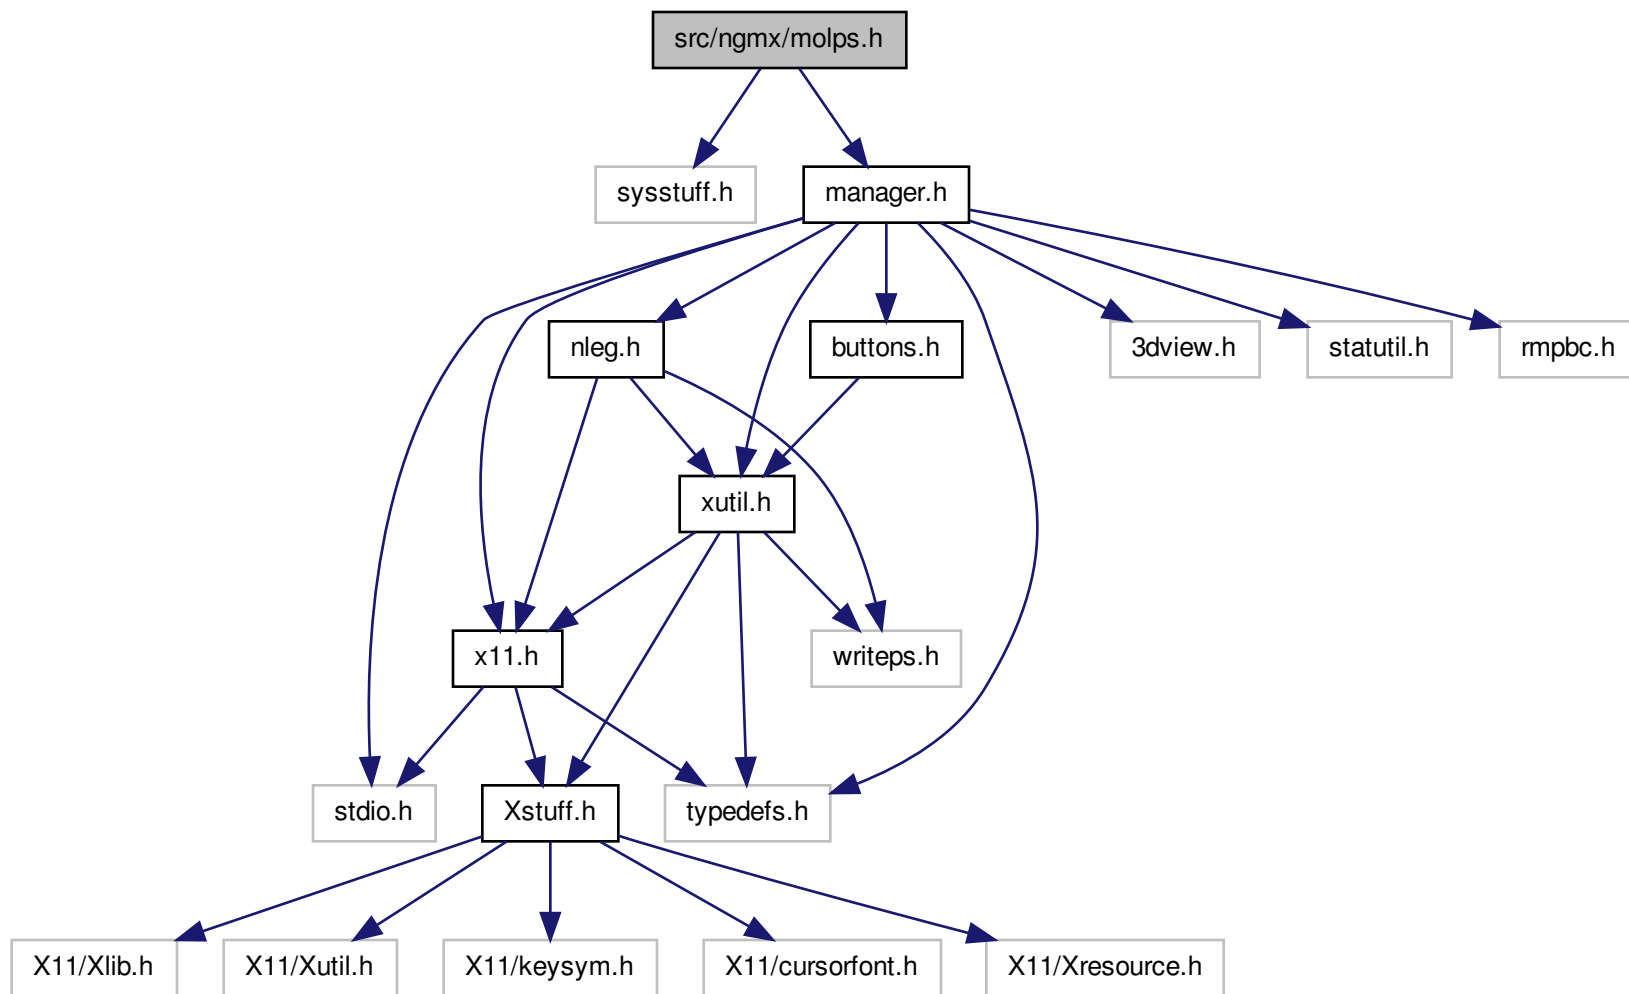 src/ngmx/molps.h
sysstuff.h
manager.h
nleg.h
buttons.h
3dview.h
statutil.h
rmpbc.h
xutil.h
x11.h
writeps.h
stdio.h
Xstuff.h
typedefs.h
X11/Xlib.h
X11/Xutil.h
X11/keysym.h
X11/cursorfont.h
X11/Xresource.h